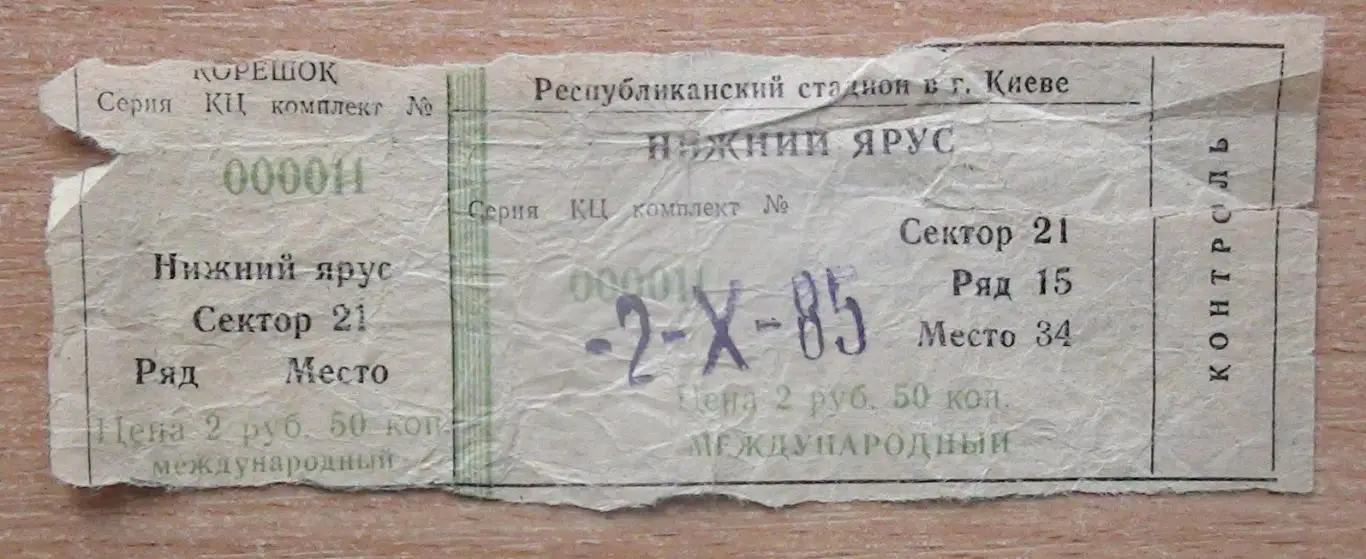 КОРЕШОК
Серия КЦ комплект №
000011
Нижний ярус
Сектор 21
Ряд Место
Цена 2 руб. 50 коп
международный
Республиканский стадион в г. Киеве
НИЖНИЙ ЯРУС
Серия КЦ комплект №
000011
Сектор 21
Ряд 15
Место 34
-2-X-85
Цена 2 руб. 50 коп.
МЕЖДУНАРОДНЫЙ
КОНТРОЛЬ